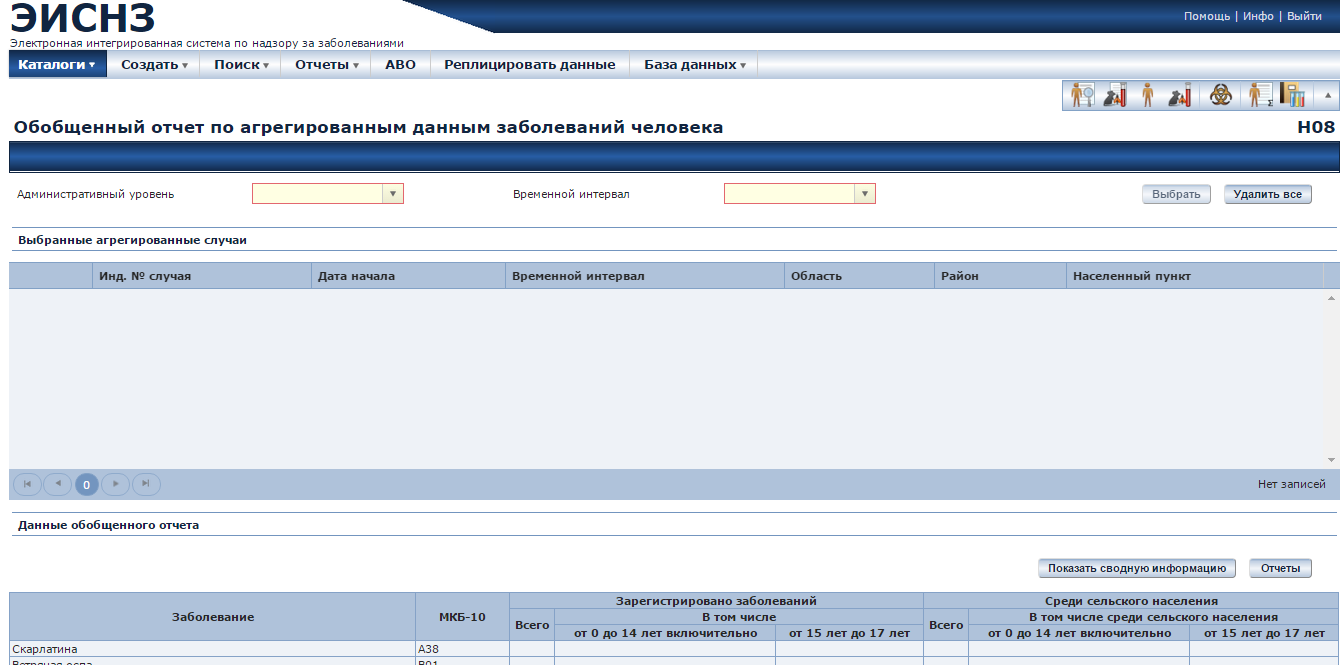 ЭИСНЗ
Помощь | Инфо | Выйти
Электронная интегрированная система по надзору за заболеваниями
Каталоги Создать Поиск Отчеты АВО Реплицировать данные База данных
Обобщенный отчет по агрегированным данным заболеваний человека H08
Административный уровень Временной интервал Выбрать Удалить все
Выбранные агрегированные случаи
Инд. № случая Дата начала Временной интервал Область Район Населенный пункт
0 Нет записей
Данные обобщенного отчета
Показать сводную информацию Отчеты
Зарегистрировано заболеваний Среди сельского населения
Заболевание МКБ-10 Всего В том числе Всего В том числе среди сельского населения
от 0 до 14 лет включительно от 15 лет до 17 лет от 0 до 14 лет включительно от 15 лет до 17 лет
Скарлатина A38
Ветряная оспа B01